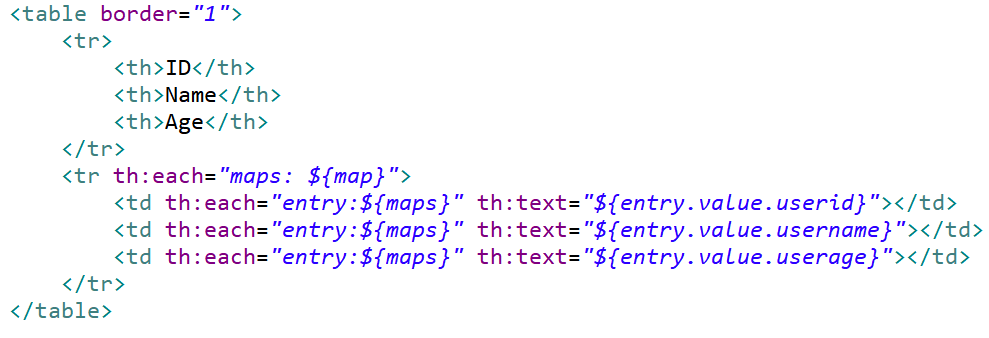 <table border="1">
    <tr>
        <th>ID</th>
        <th>Name</th>
        <th>Age</th>
    </tr>
    <tr th:each="maps: ${map}">
        <td th:each="entry:${maps}" th:text="${entry.value.userid}"></td>
        <td th:each="entry:${maps}" th:text="${entry.value.username}"></td>
        <td th:each="entry:${maps}" th:text="${entry.value.userage}"></td>
    </tr>
</table>